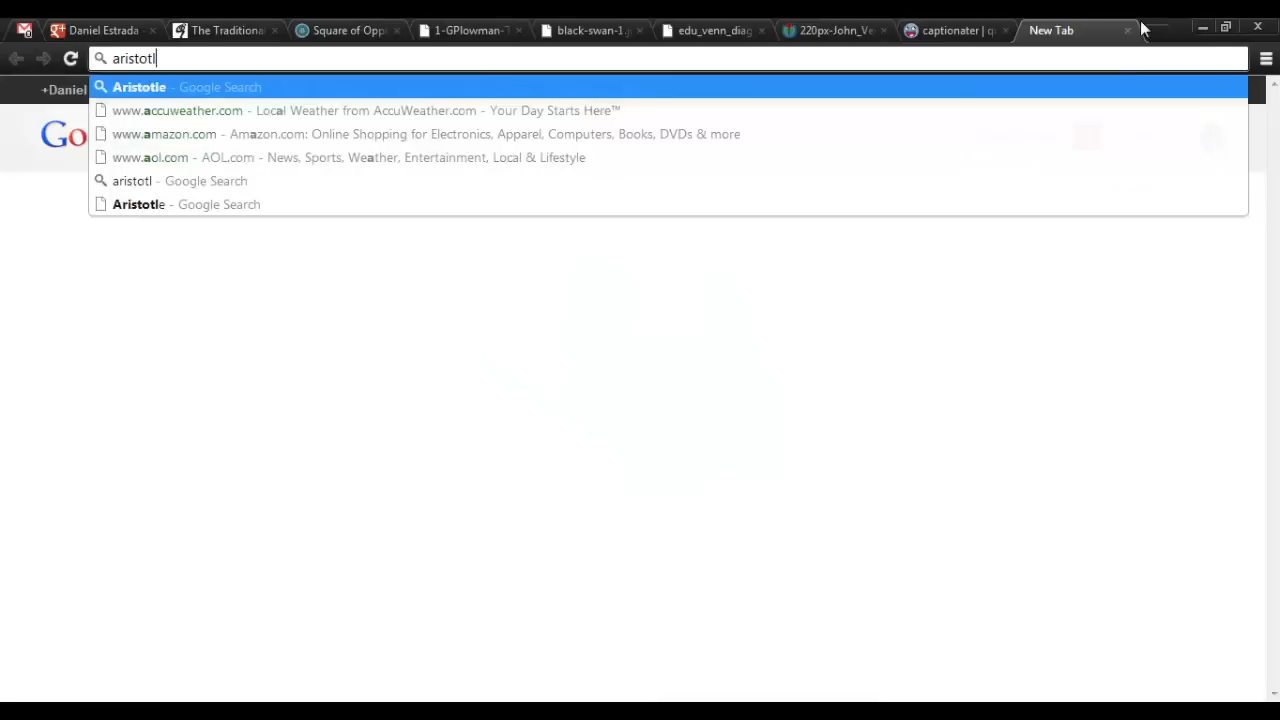 Daniel Estrada The Traditiona Square of Opp 1-GPlowman-T black-swan-1.j edu_venn_diag 220px-John_Ve captionater | q New Tab
aristotl
+Daniel
Aristotle - Google Search
Go
www.accuweather.com - Local Weather from AccuWeather.com - Your Day Starts Here™
www.amazon.com - Amazon.com: Online Shopping for Electronics, Apparel, Computers, Books, DVDs & more
www.aol.com - AOL.com - News, Sports, Weather, Entertainment, Local & Lifestyle
aristotl - Google Search
Aristotle - Google Search